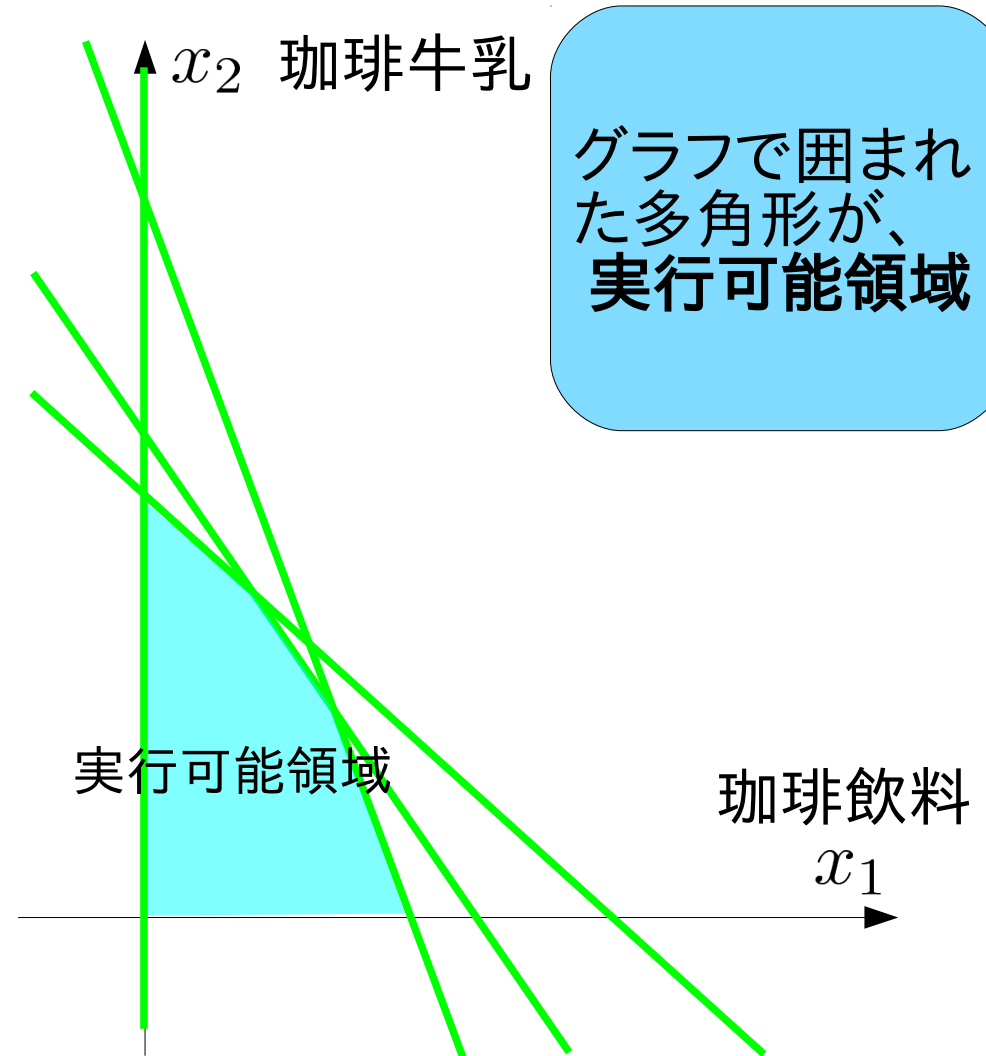 x₂ 珈琲牛乳
グラフで囲まれ
た多角形が、
実行可能領域
実行可能領域
珈琲飲料
x₁